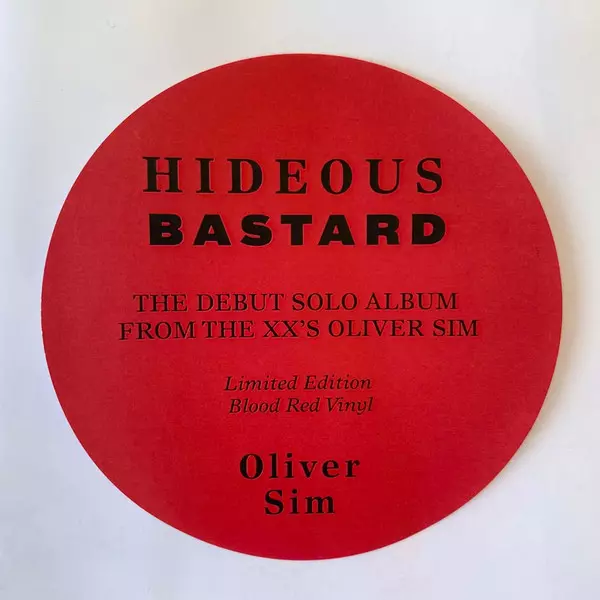 HIDEOUS
BASTARD
THE DEBUT SOLO ALBUM
FROM THE XX'S OLIVER SIM
Limited Edition
Blood Red Vinyl
Oliver
Sim